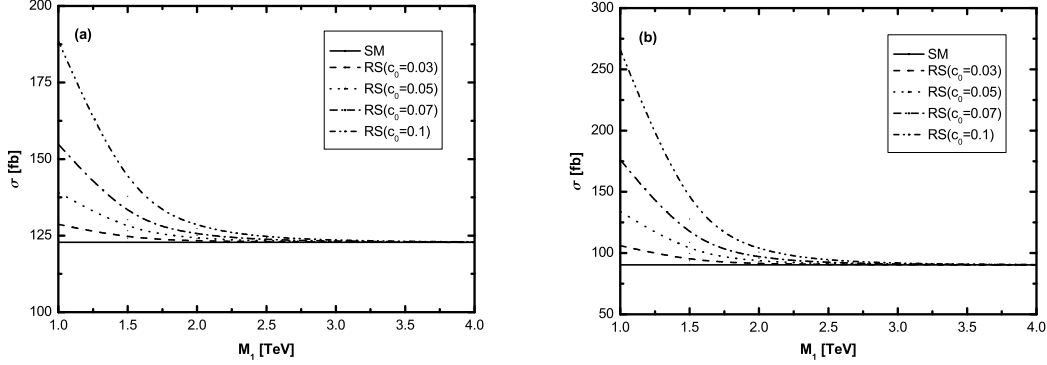 (a)
SM
RS(c₀=0.03)
RS(c₀=0.05)
RS(c₀=0.07)
RS(c₀=0.1)
200
175
150
125
100
σ [fb]
1.0 1.5 2.0 2.5 3.0 3.5 4.0
M₁ [TeV]
(b)
SM
RS(c₀=0.03)
RS(c₀=0.05)
RS(c₀=0.07)
RS(c₀=0.1)
300
250
200
150
100
50
σ [fb]
1.0 1.5 2.0 2.5 3.0 3.5 4.0
M₁ [TeV]